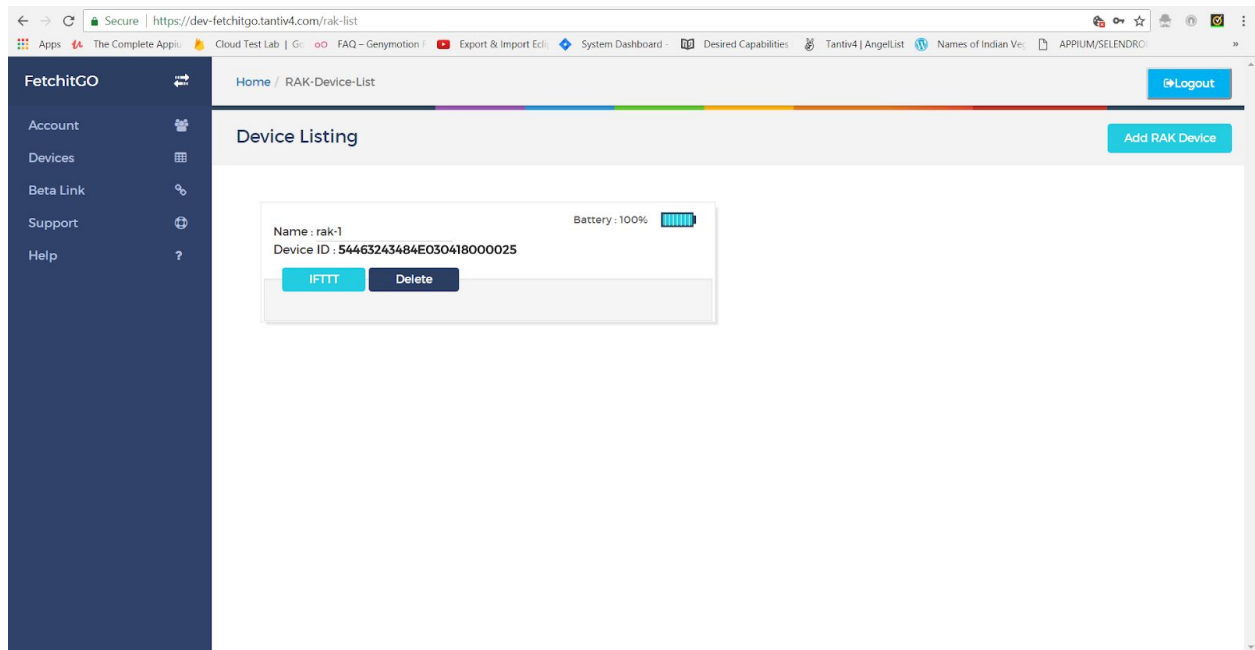 Secure | https://dev-fetchitgo.tantiv4.com/rak-list
Apps The Complete Appiu Cloud Test Lab | Gc FAQ – Genymotion F Export & Import Ecli System Dashboard - Desired Capabilities Tantiv4 | AngelList Names of Indian Veg APPIUM/SELENDROI »
FetchitGO
Home / RAK-Device-List
Logout
Account
Devices
Beta Link
Support
Help ?
Device Listing
Add RAK Device
Battery : 100%
Name : rak-1
Device ID : 54463243484E030418000025
IFTTT Delete